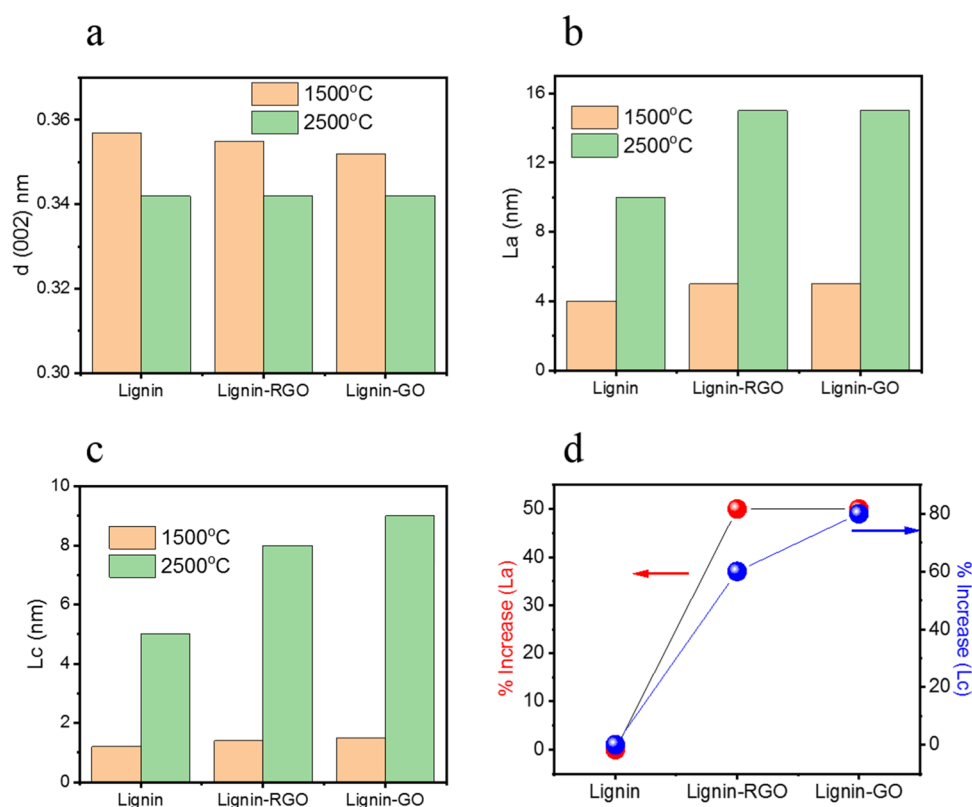 a
1500°C
2500°C
0.36
0.34
0.32
0.30
d (002) nm
Lignin
Lignin-RGO
Lignin-GO
b
1500°C
2500°C
16
12
8
4
0
La (nm)
Lignin
Lignin-RGO
Lignin-GO
c
1500°C
2500°C
10
8
6
4
2
0
Lc (nm)
Lignin
Lignin-RGO
Lignin-GO
d
50
40
30
20
10
0
% Increase (La)
80
60
40
20
0
% Increase (Lc)
Lignin
Lignin-RGO
Lignin-GO